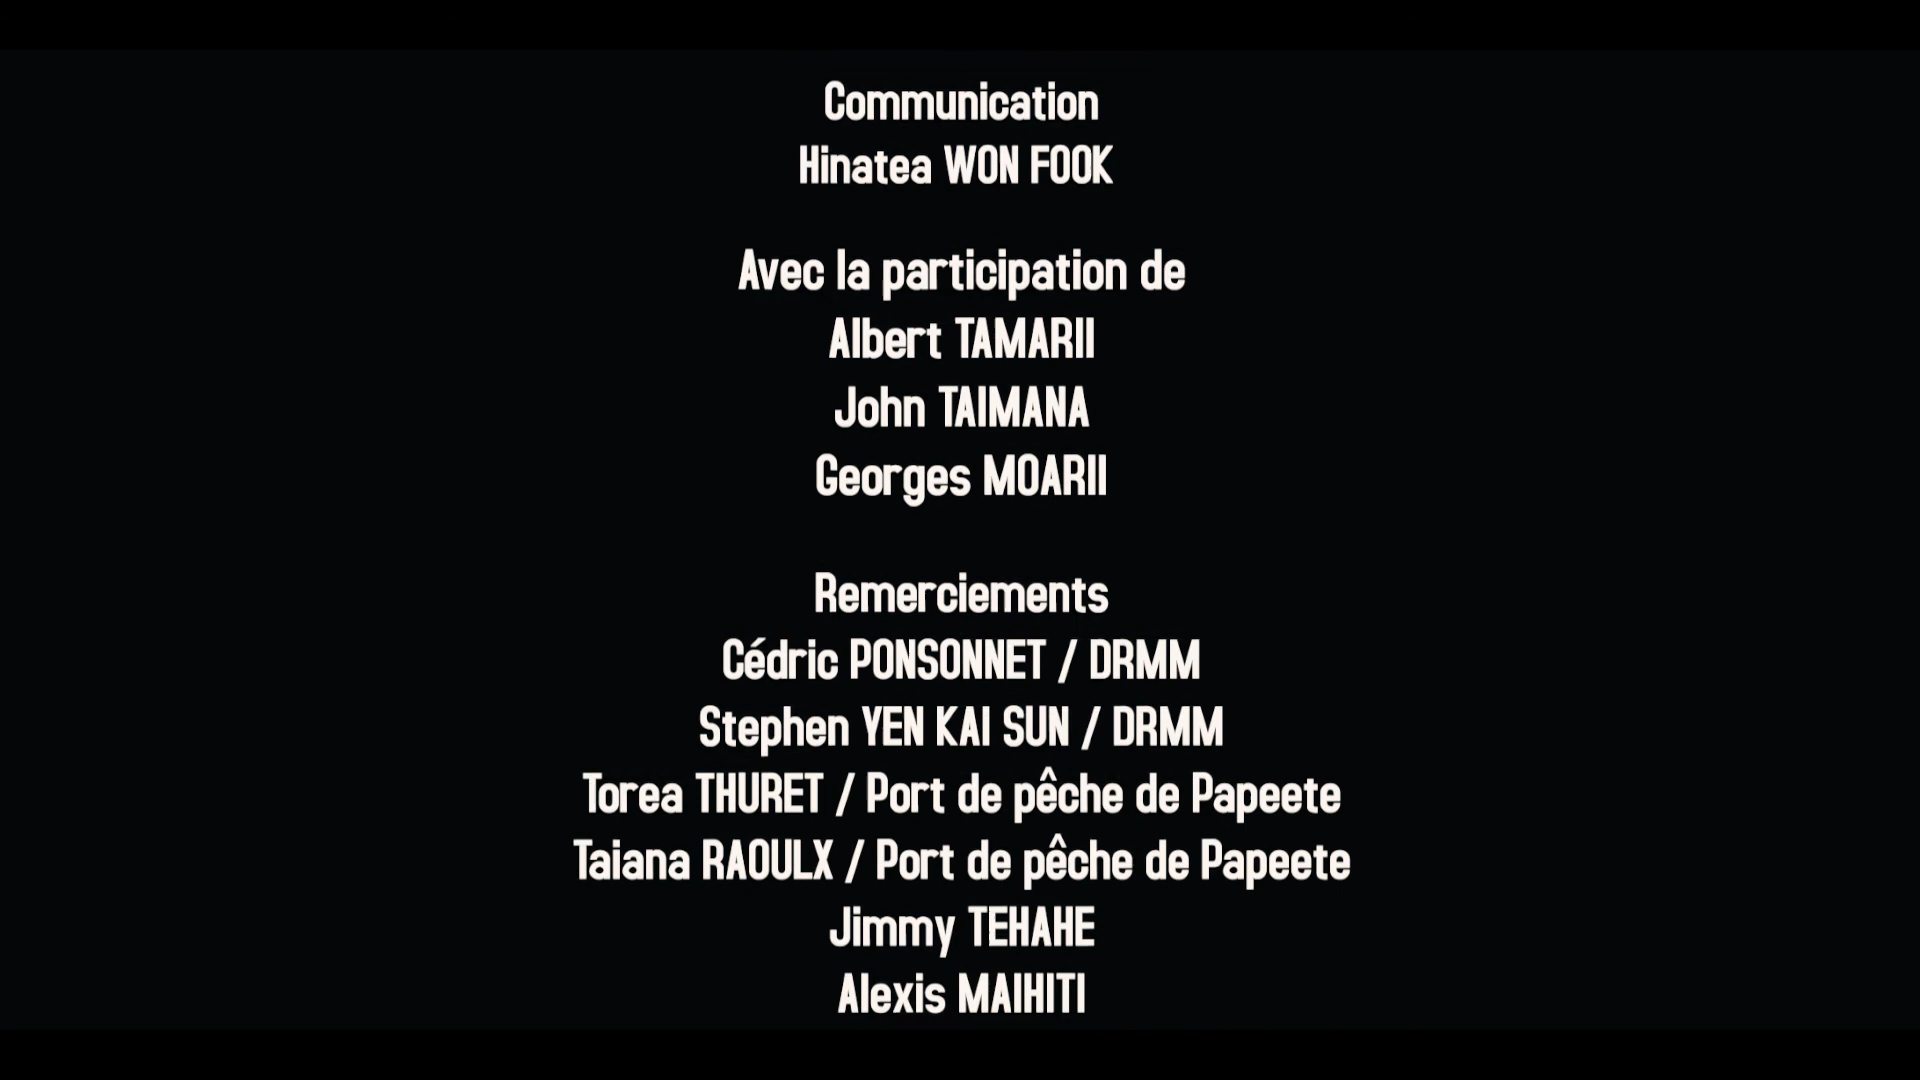 Communication
Hinatea WON FOOK
Avec la participation de
Albert TAMARII
John TAIMANA
Georges MOARII
Remerciements
Cédric PONSONNET / DRMM
Stephen YEN KAI SUN / DRMM
Torea THURET / Port de pêche de Papeete
Taiana RAOULX / Port de pêche de Papeete
Jimmy TEHAHE
Alexis MAIHITI